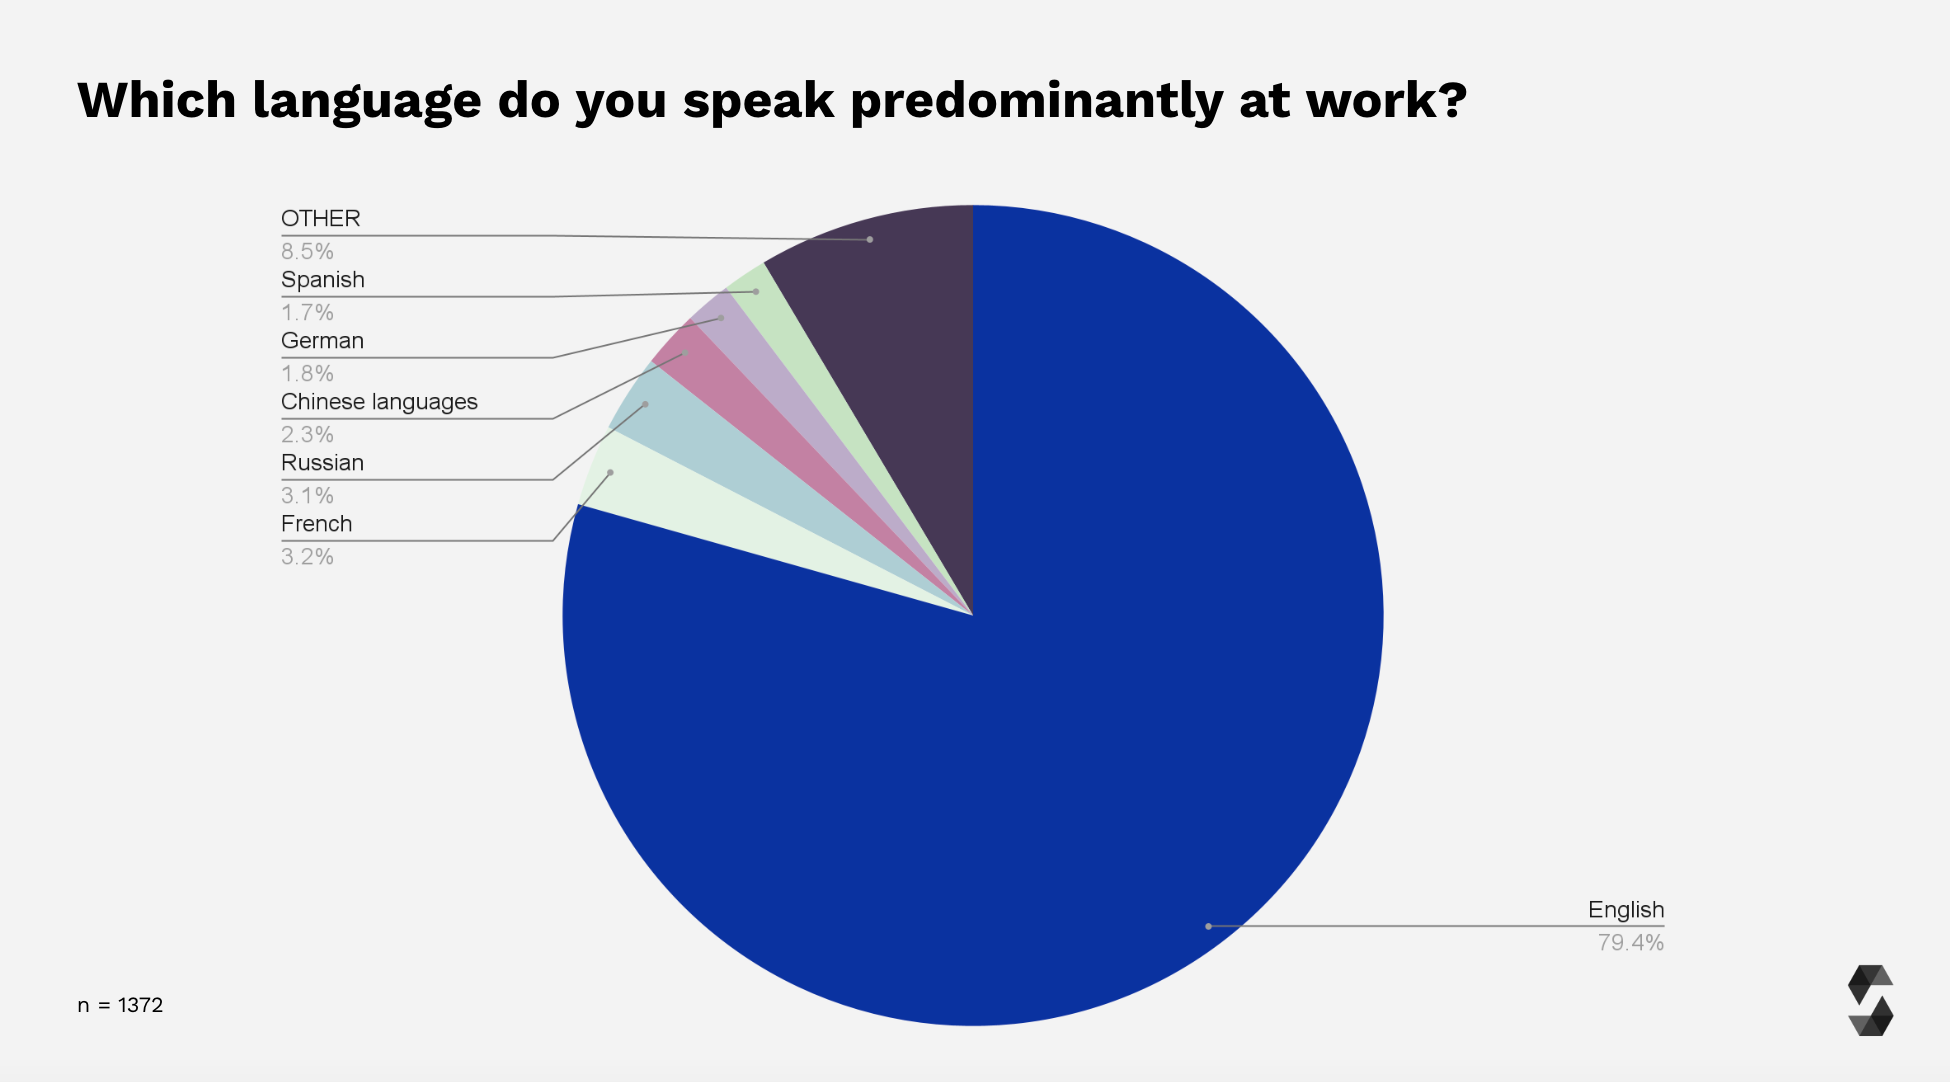 Which language do you speak predominantly at work?
OTHER
8.5%
Spanish
1.7%
German
1.8%
Chinese languages
2.3%
Russian
3.1%
French
3.2%
English
79.4%
n = 1372